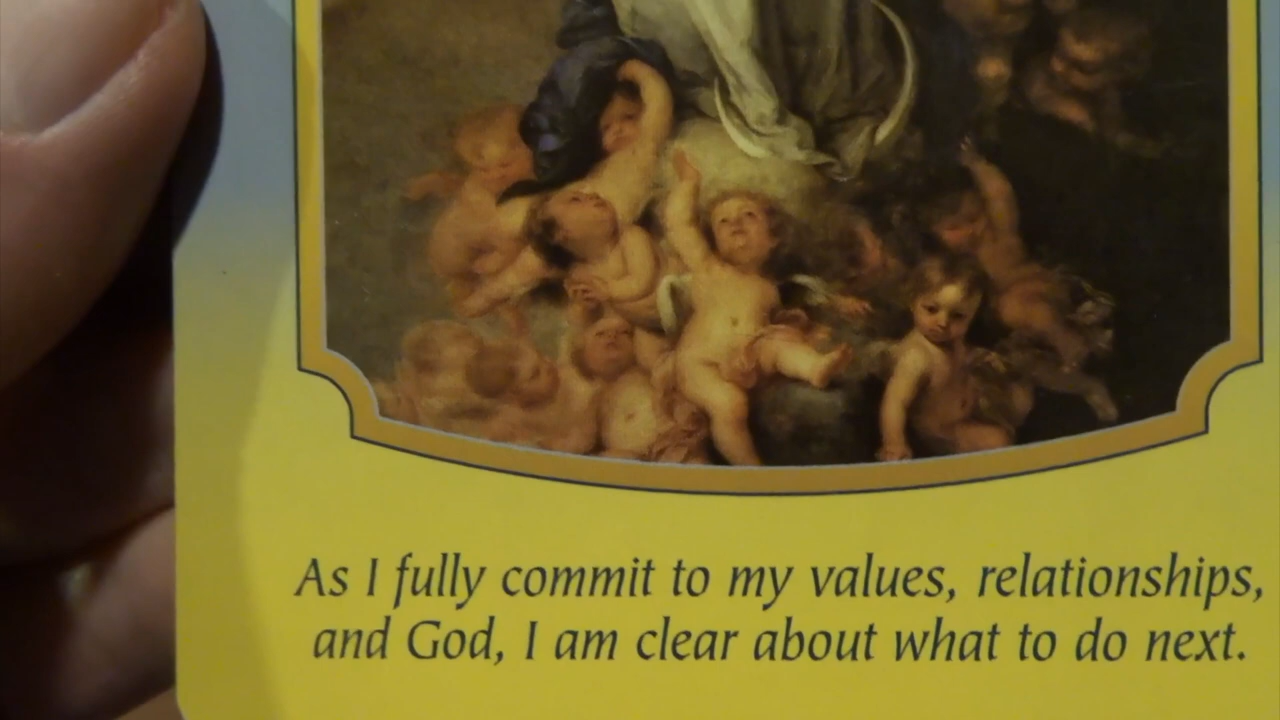 As I fully commit to my values, relationships,
and God, I am clear about what to do next.